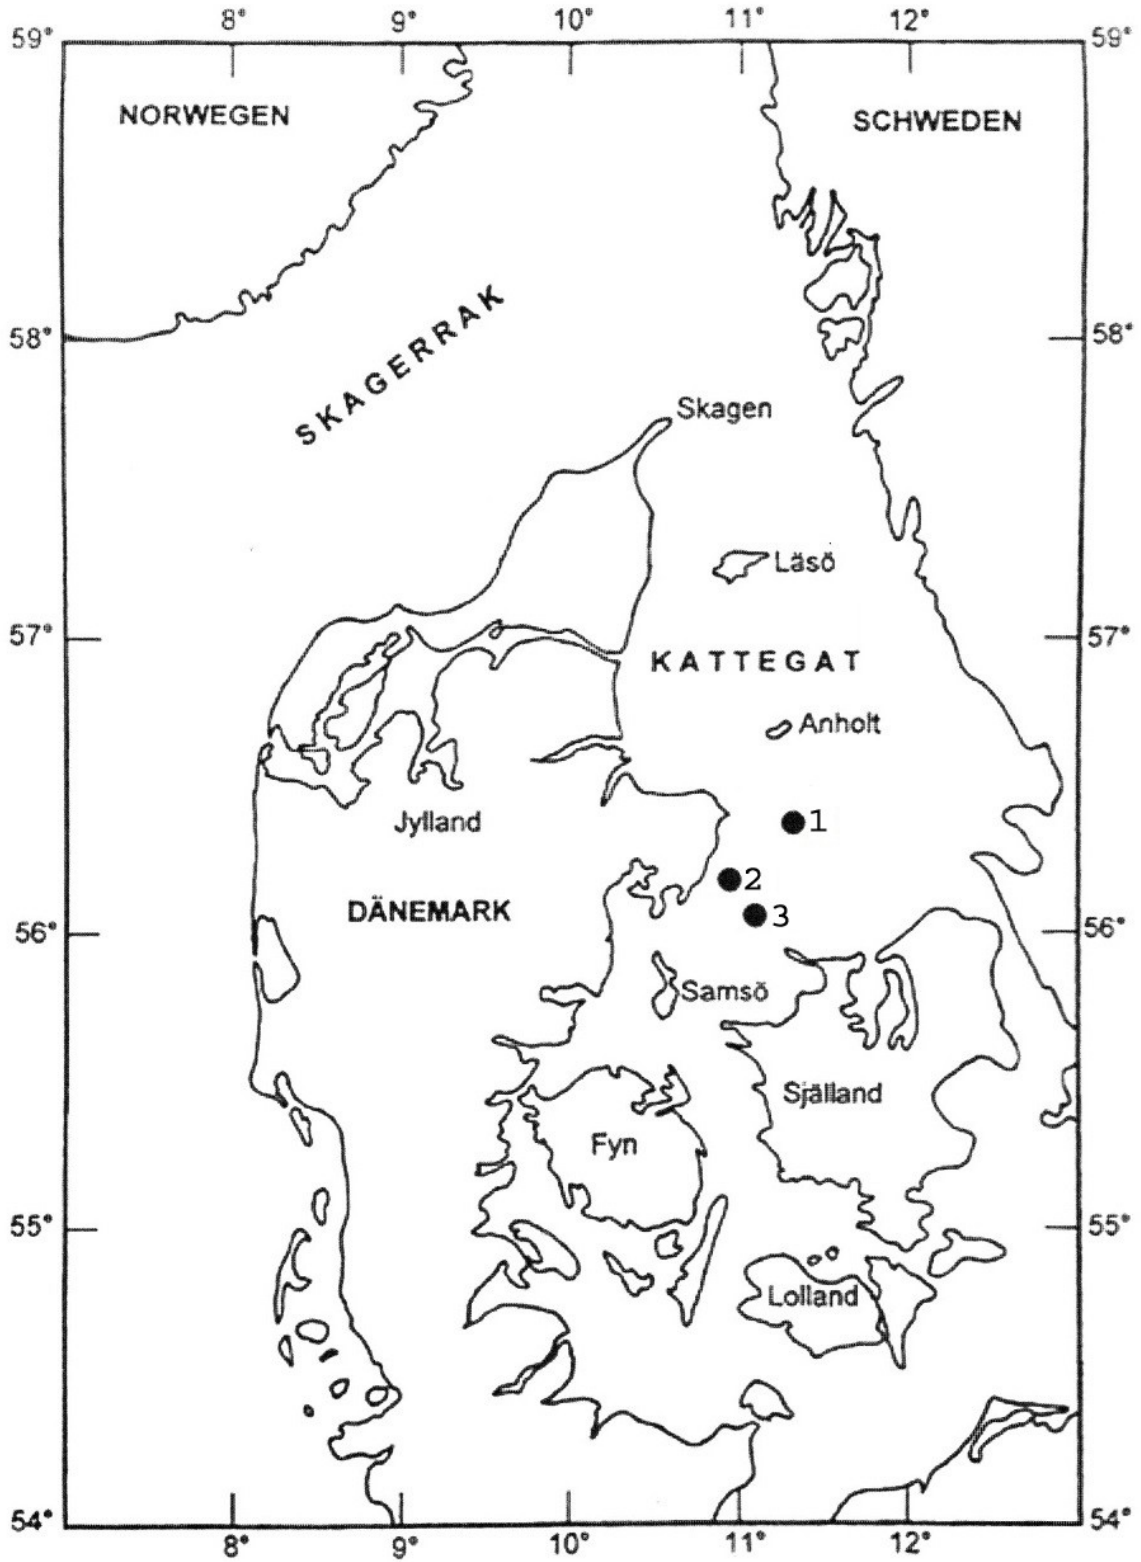 8° 9° 10° 11° 12°
59° 59°
NORWEGEN SCHWEDEN
SKAGERRAK
58° 58°
Skagen
Läsö
57° 57°
KATTEGAT
Anholt
Jylland
1
2
DÄNEMARK
3
56° 56°
Samsö
Själland
Fyn
55° 55°
Lolland
54° 54°
8° 9° 10° 11° 12°